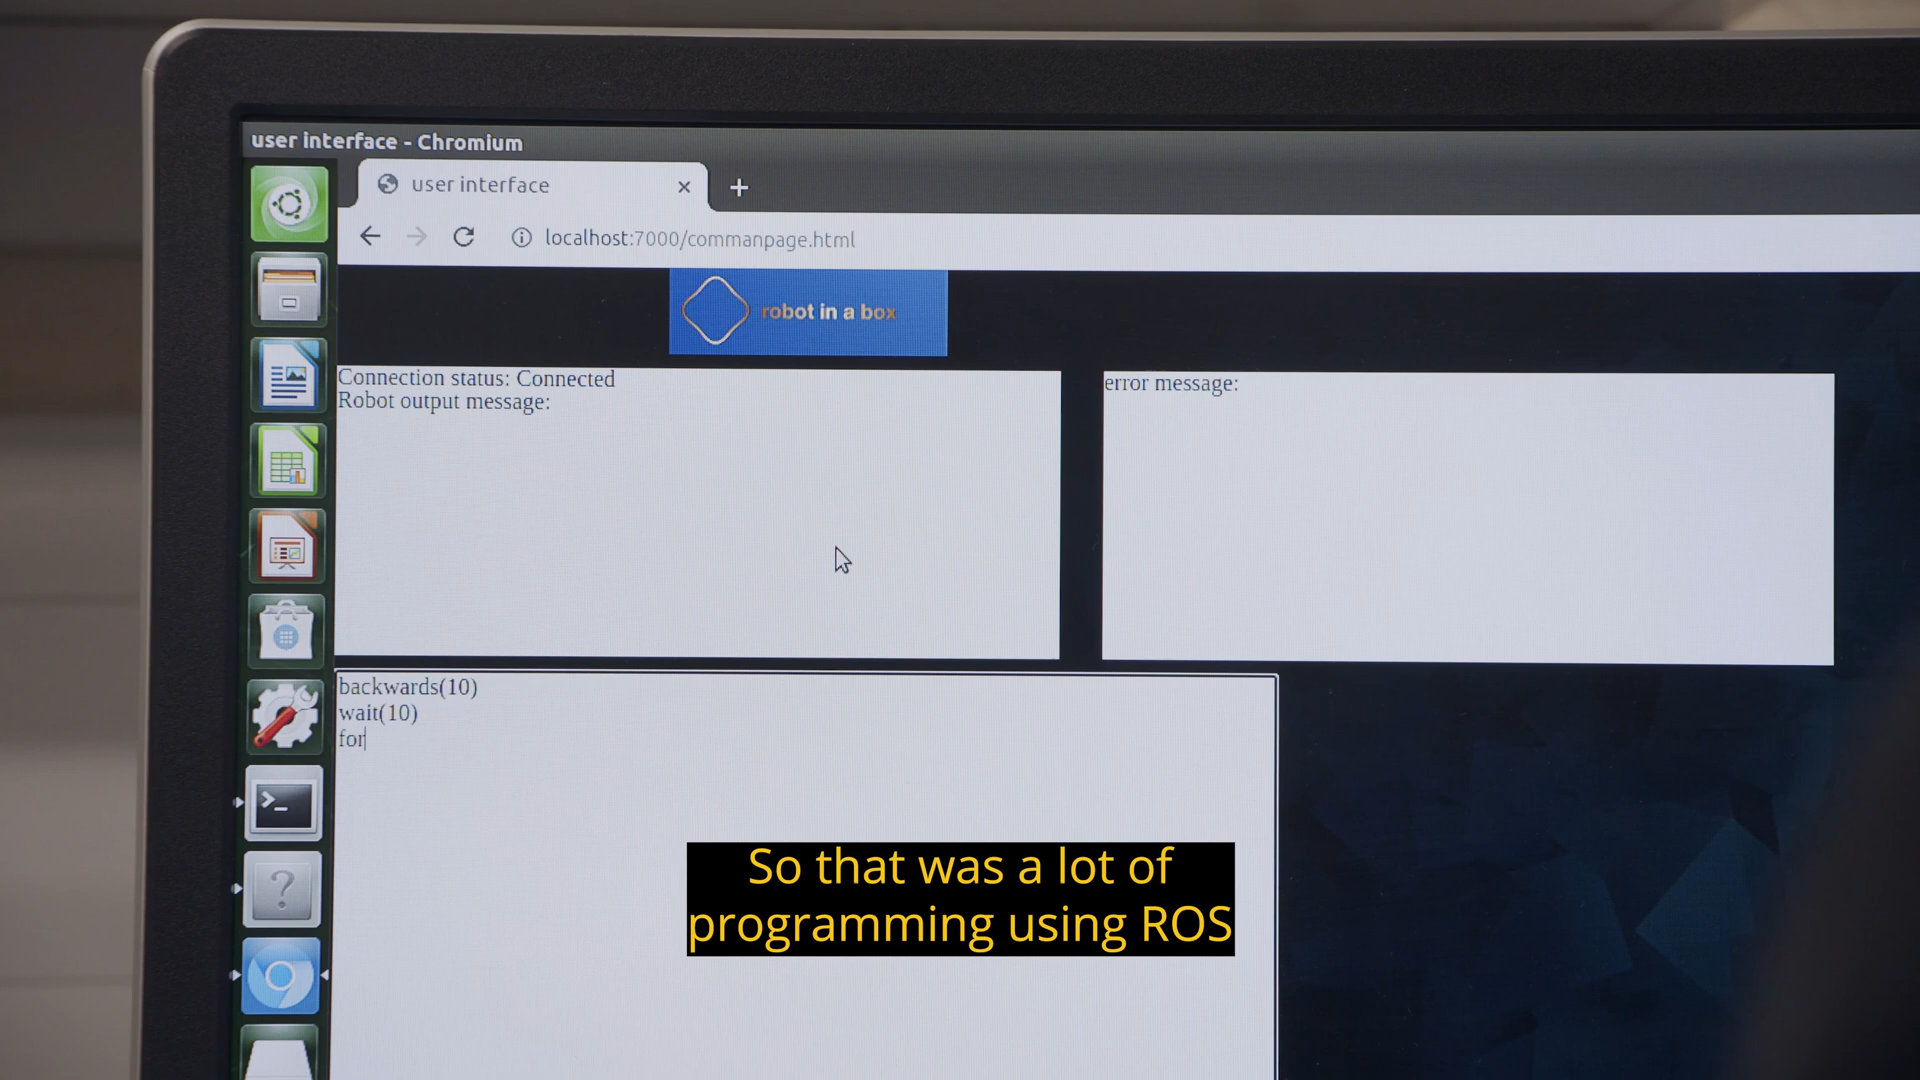 user interface - Chromium
user interface
localhost:7000/commanpage.html
robot in a box
Connection status: Connected
Robot output message:
error message:
backwards(10)
wait(10)
for
So that was a lot of
programming using ROS